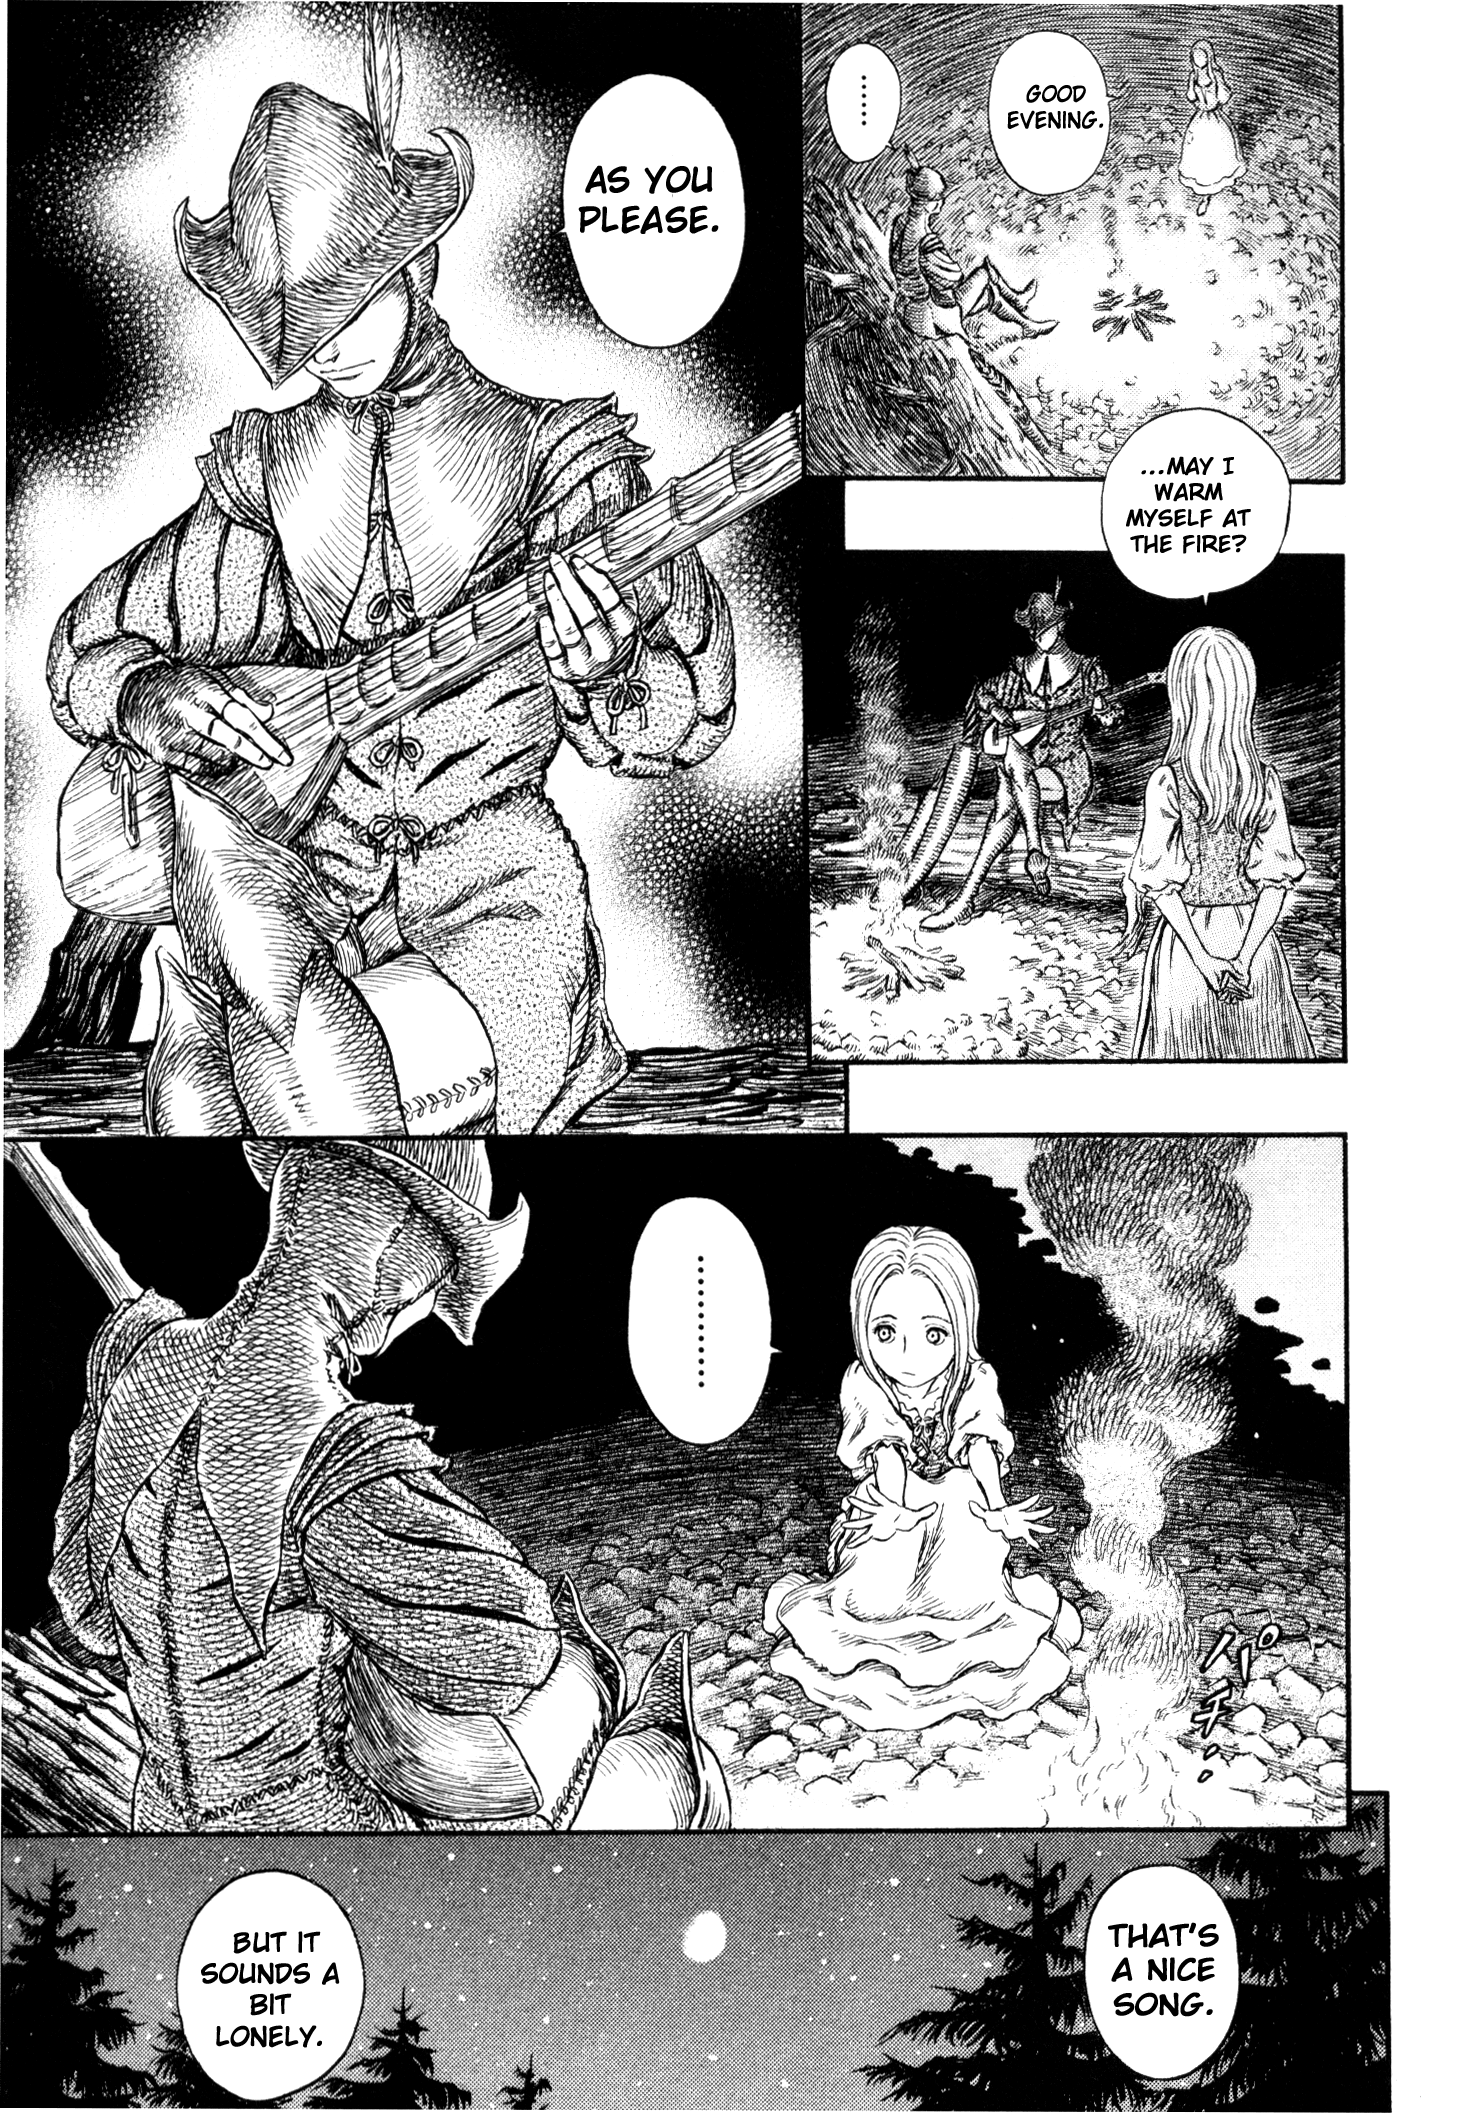 GOOD
EVENING.
.......
...MAY I
WARM
MYSELF AT
THE FIRE?
AS YOU
PLEASE.
..........
パチ..
THAT'S
A NICE
SONG.
BUT IT
SOUNDS A
BIT
LONELY.